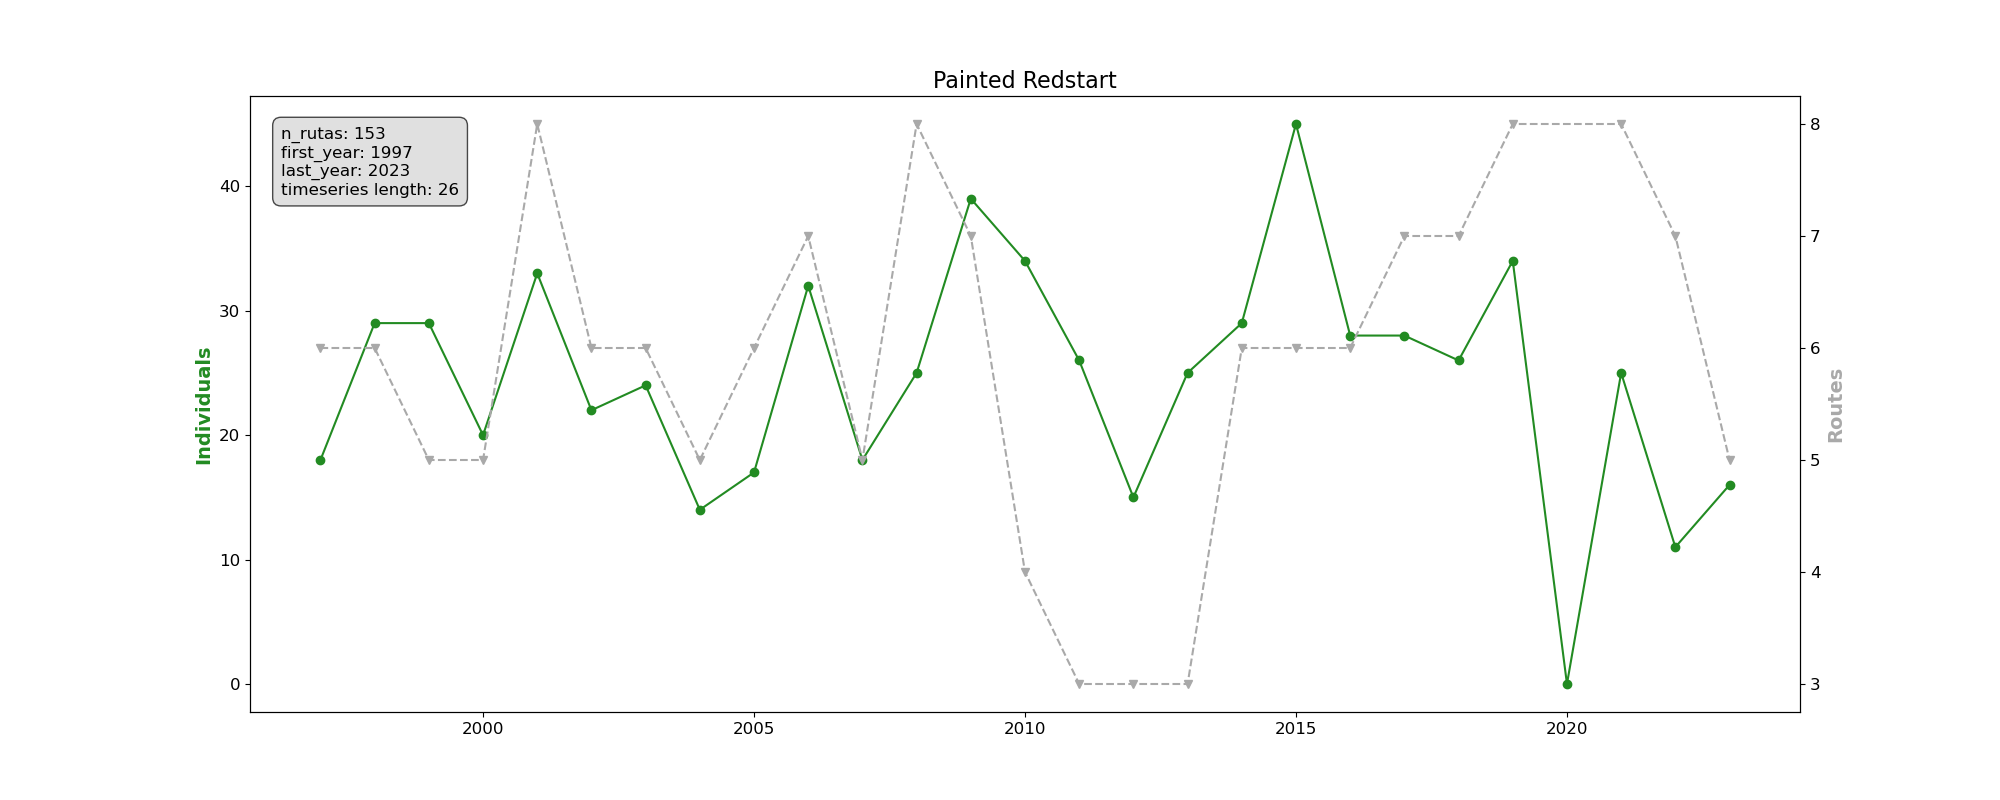 Painted Redstart
n_rutas: 153
first_year: 1997
last_year: 2023
timeseries length: 26
Individuals
40
30
20
10
0
8
7
6
5
4
3
Routes
2000
2005
2010
2015
2020